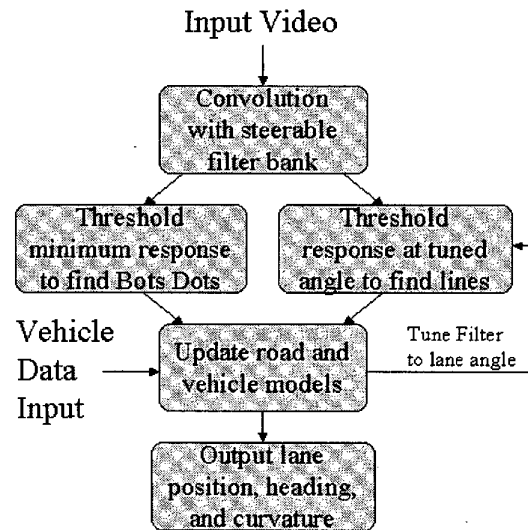 Input Video
Convolution
with steerable
filter bank
Threshold
minimum response
to find Bots Dots
Threshold
response at tuned
angle to find lines
Vehicle
Data
Input
Update road and
vehicle models
Tune Filter
to lane angle
Output lane
position, heading,
and curvature